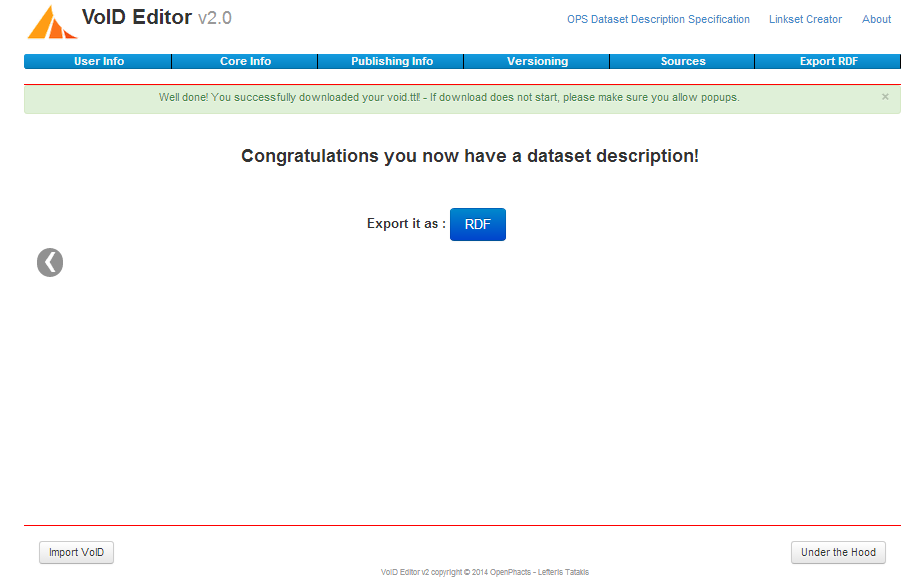 VoID Editor v2.0
OPS Dataset Description Specification Linkset Creator About
User Info Core Info Publishing Info Versioning Sources Export RDF
Well done! You successfully downloaded your void.ttl! - If download does not start, please make sure you allow popups. ×
Congratulations you now have a dataset description!
Export it as : RDF
Import VoID Under the Hood
VoID Editor v2 copyright © 2014 OpenPhacts - Lefteris Tatakis